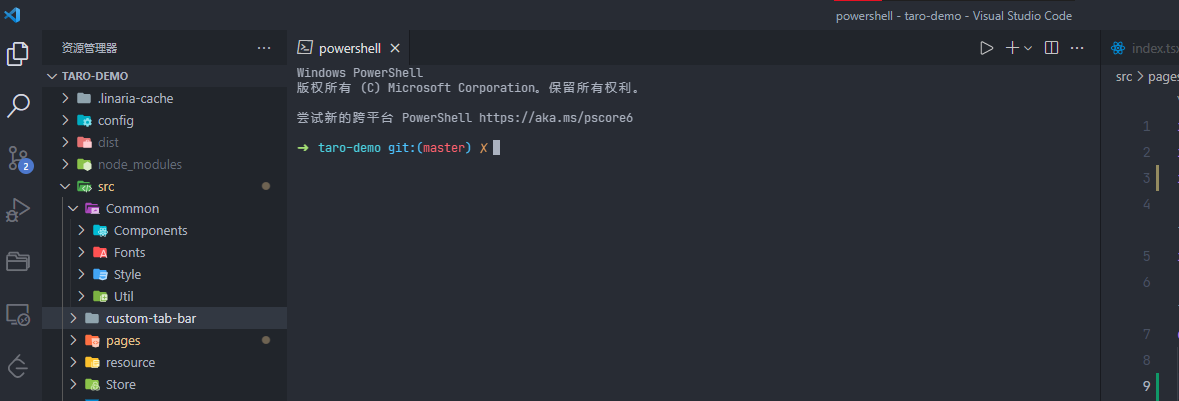 powershell - taro-demo - Visual Studio Code
资源管理器
TARO-DEMO
.linaria-cache
config
dist
node_modules
src
Common
Components
Fonts
Style
Util
custom-tab-bar
pages
resource
Store
2
powershell
Windows PowerShell
版权所有 (C) Microsoft Corporation。保留所有权利。
尝试新的跨平台 PowerShell https://aka.ms/pscore6
➜ taro-demo git:(master) ✗
index.tsx
src > pages
1
2
3
4
5
6
7
8
9